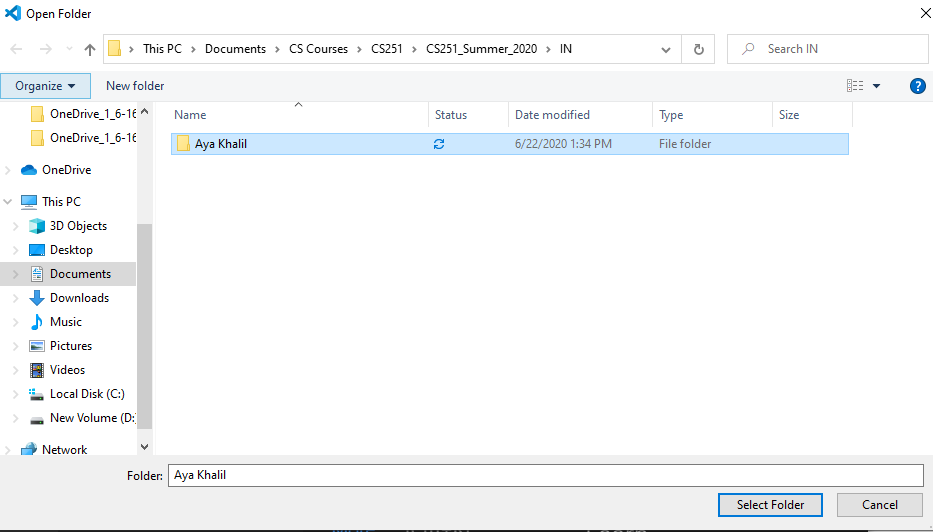 Open Folder
This PC > Documents > CS Courses > CS251 > CS251_Summer_2020 > IN
Search IN
Organize
New folder
?
Name Status Date modified Type Size
Aya Khalil 6/22/2020 1:34 PM File folder
OneDrive_1_6-16
OneDrive_1_6-16
OneDrive
This PC
3D Objects
Desktop
Documents
Downloads
Music
Pictures
Videos
Local Disk (C:)
New Volume (D:
Network
Folder: Aya Khalil
Select Folder Cancel